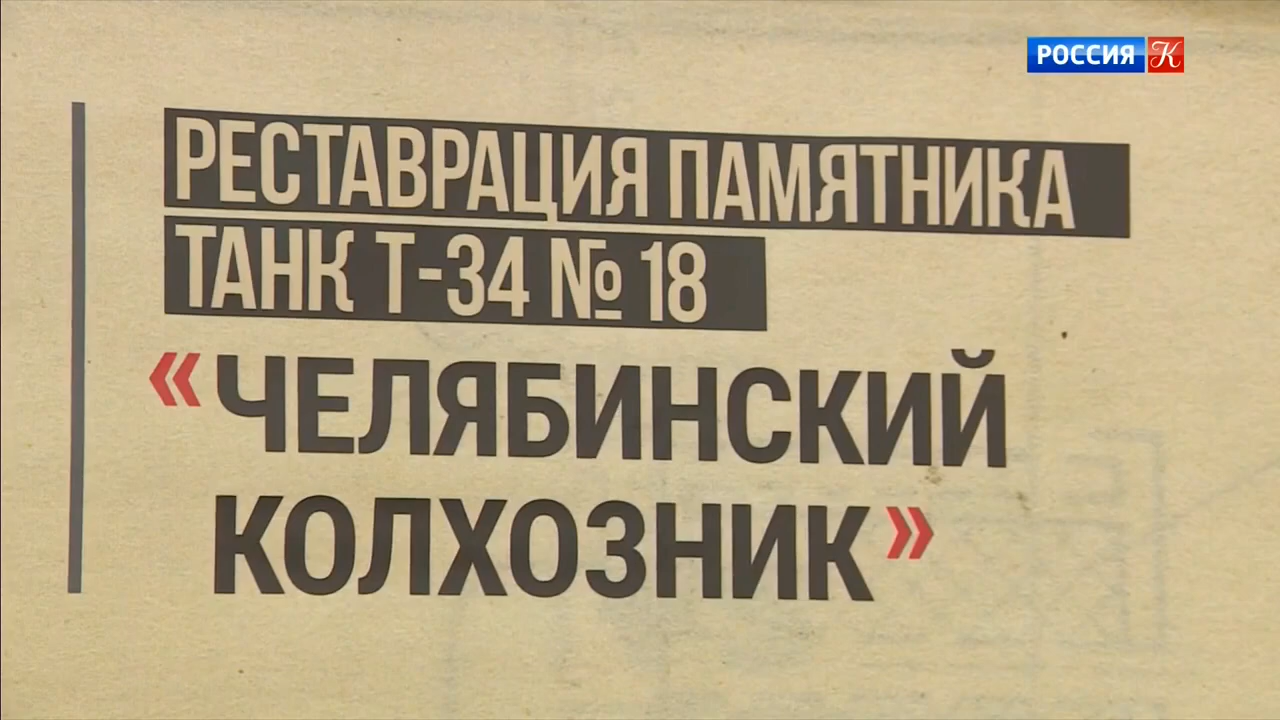 РОССИЯ К
РЕСТАВРАЦИЯ ПАМЯТНИКА
ТАНК Т-34 № 18
«ЧЕЛЯБИНСКИЙ
КОЛХОЗНИК»